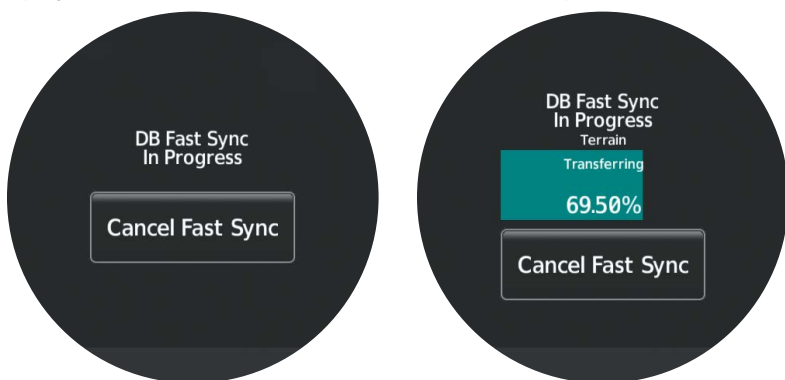 DB Fast Sync
In Progress
Cancel Fast Sync
DB Fast Sync
In Progress
Terrain
Transferring
69.50%
Cancel Fast Sync